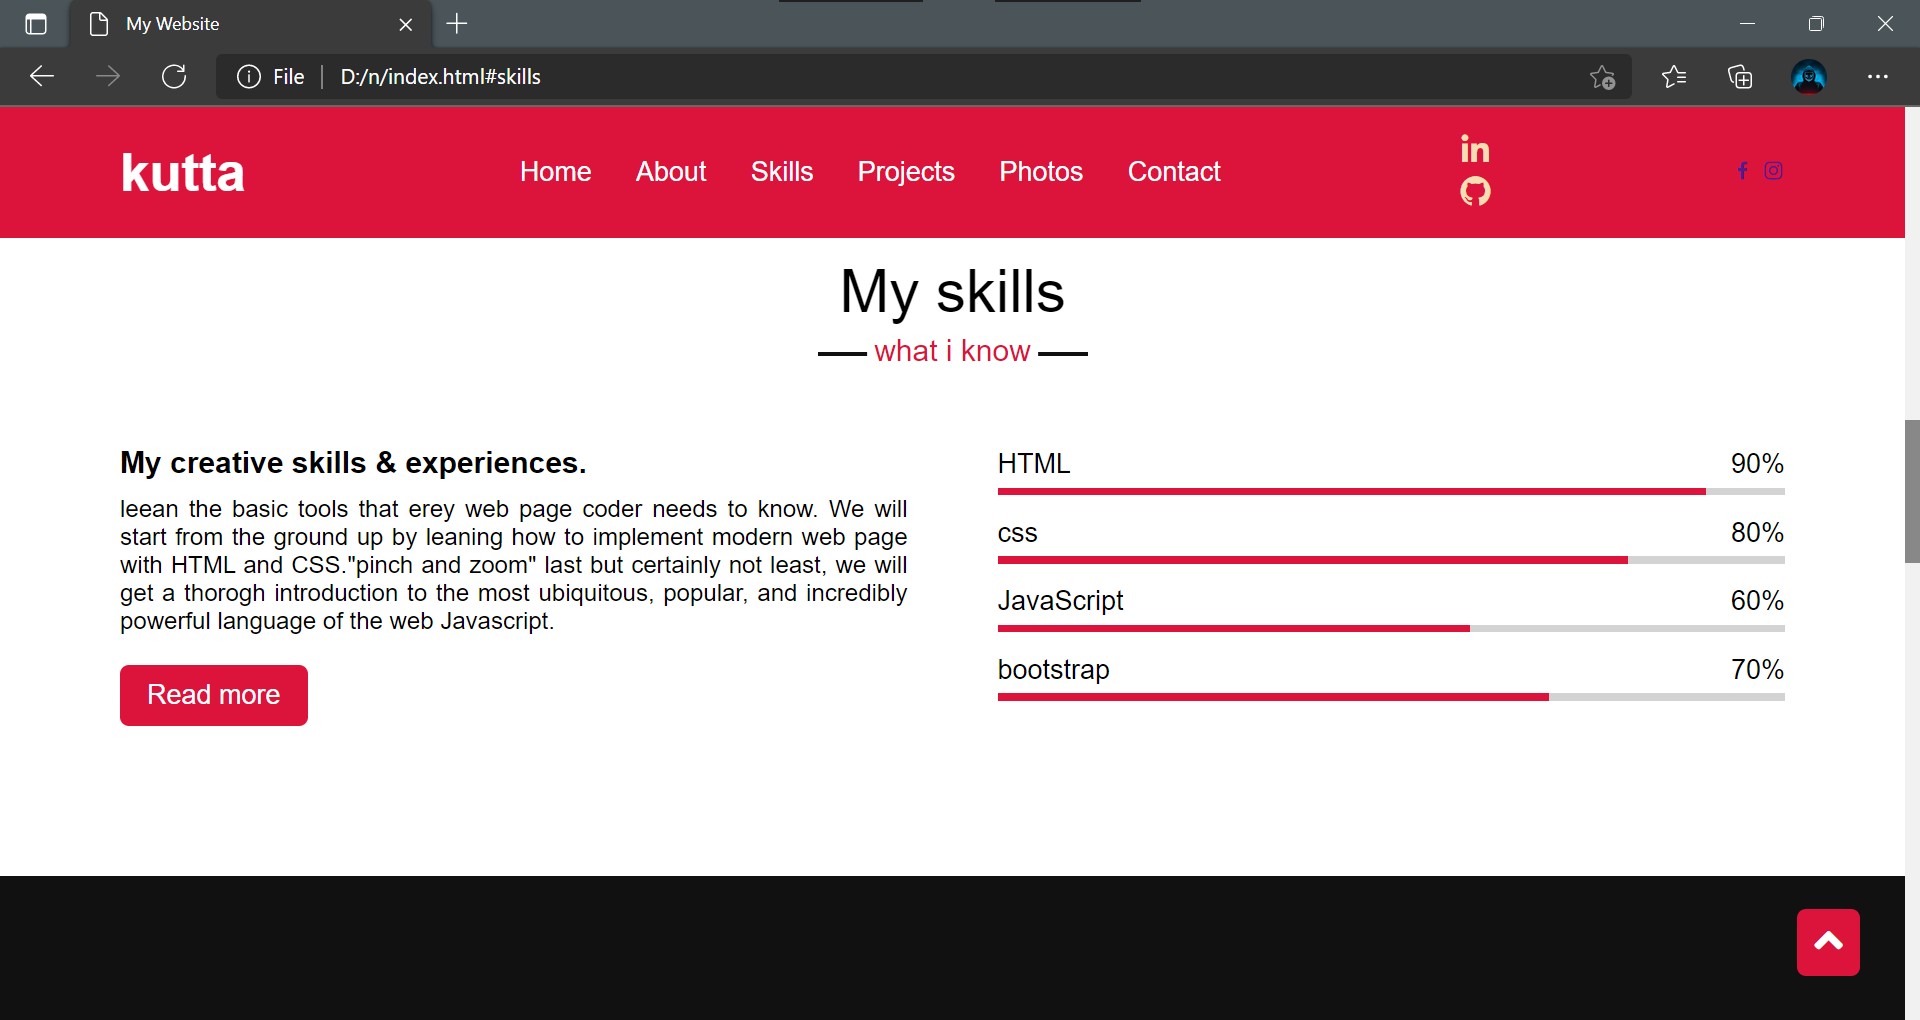 My Website
File
D:/n/index.html#skills
kutta
Home About Skills Projects Photos Contact
in
f
My skills
what i know
My creative skills & experiences.
leean the basic tools that erey web page coder needs to know. We will
start from the ground up by leaning how to implement modern web page
with HTML and CSS."pinch and zoom" last but certainly not least, we will
get a thorogh introduction to the most ubiquitous, popular, and incredibly
powerful language of the web Javascript.
Read more
HTML 90%
css 80%
JavaScript 60%
bootstrap 70%